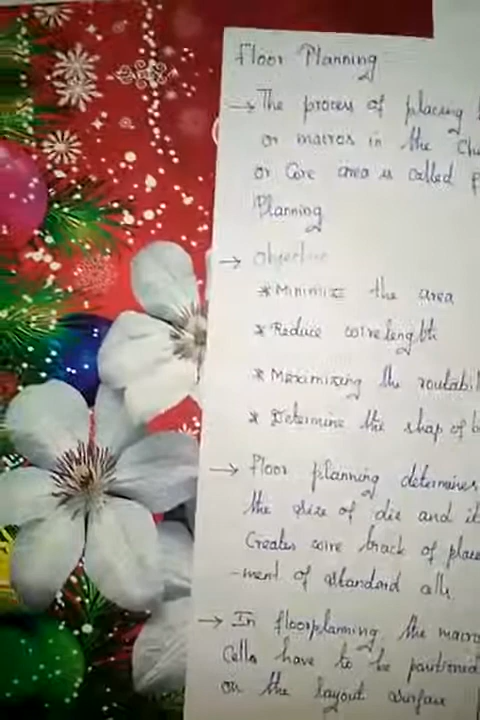 Floor Planning
→ The process of placing
or macros in the
or Core area is called
Planning
→ Objective
* Minimize the area
* Reduce wirelength
* Maximizing the
* Determine the shap of
→ Floor planning determines
the size of die and
Creates wire track of place
-ment of standard cells
→ In floorplanning, the macro
Cells have to be
on the layout surface